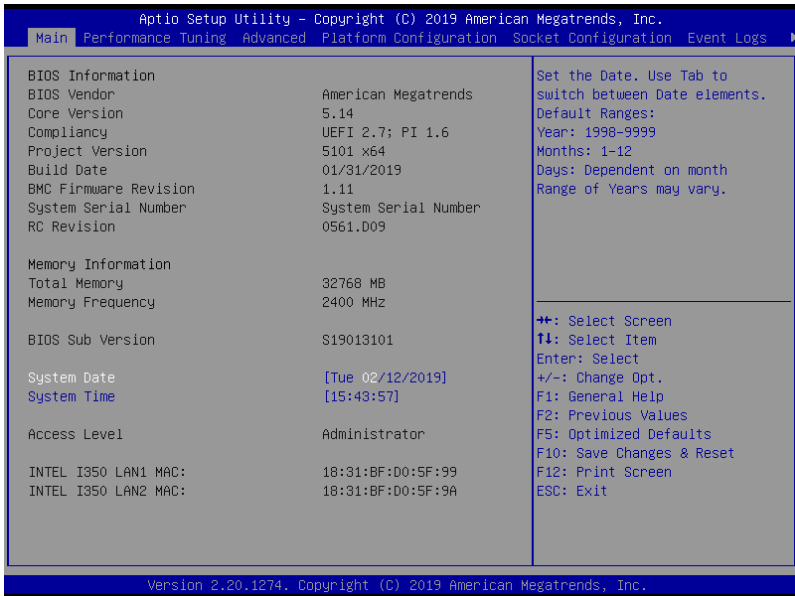 Aptio Setup Utility – Copyright (C) 2019 American Megatrends, Inc.
Main Performance Tuning Advanced Platform Configuration Socket Configuration Event Logs
BIOS Information
BIOS Vendor American Megatrends
Core Version 5.14
Compliancy UEFI 2.7; PI 1.6
Project Version 5101 x64
Build Date 01/31/2019
BMC Firmware Revision 1.11
System Serial Number System Serial Number
RC Revision 0561.D09
Memory Information
Total Memory 32768 MB
Memory Frequency 2400 MHz
BIOS Sub Version S19013101
System Date [Tue 02/12/2019]
System Time [15:43:57]
Access Level Administrator
INTEL I350 LAN1 MAC: 18:31:BF:D0:5F:99
INTEL I350 LAN2 MAC: 18:31:BF:D0:5F:9A
Set the Date. Use Tab to
switch between Date elements.
Default Ranges:
Year: 1998-9999
Months: 1-12
Days: Dependent on month
Range of Years may vary.
→←: Select Screen
↑↓: Select Item
Enter: Select
+/-: Change Opt.
F1: General Help
F2: Previous Values
F5: Optimized Defaults
F10: Save Changes & Reset
F12: Print Screen
ESC: Exit
Version 2.20.1274. Copyright (C) 2019 American Megatrends, Inc.